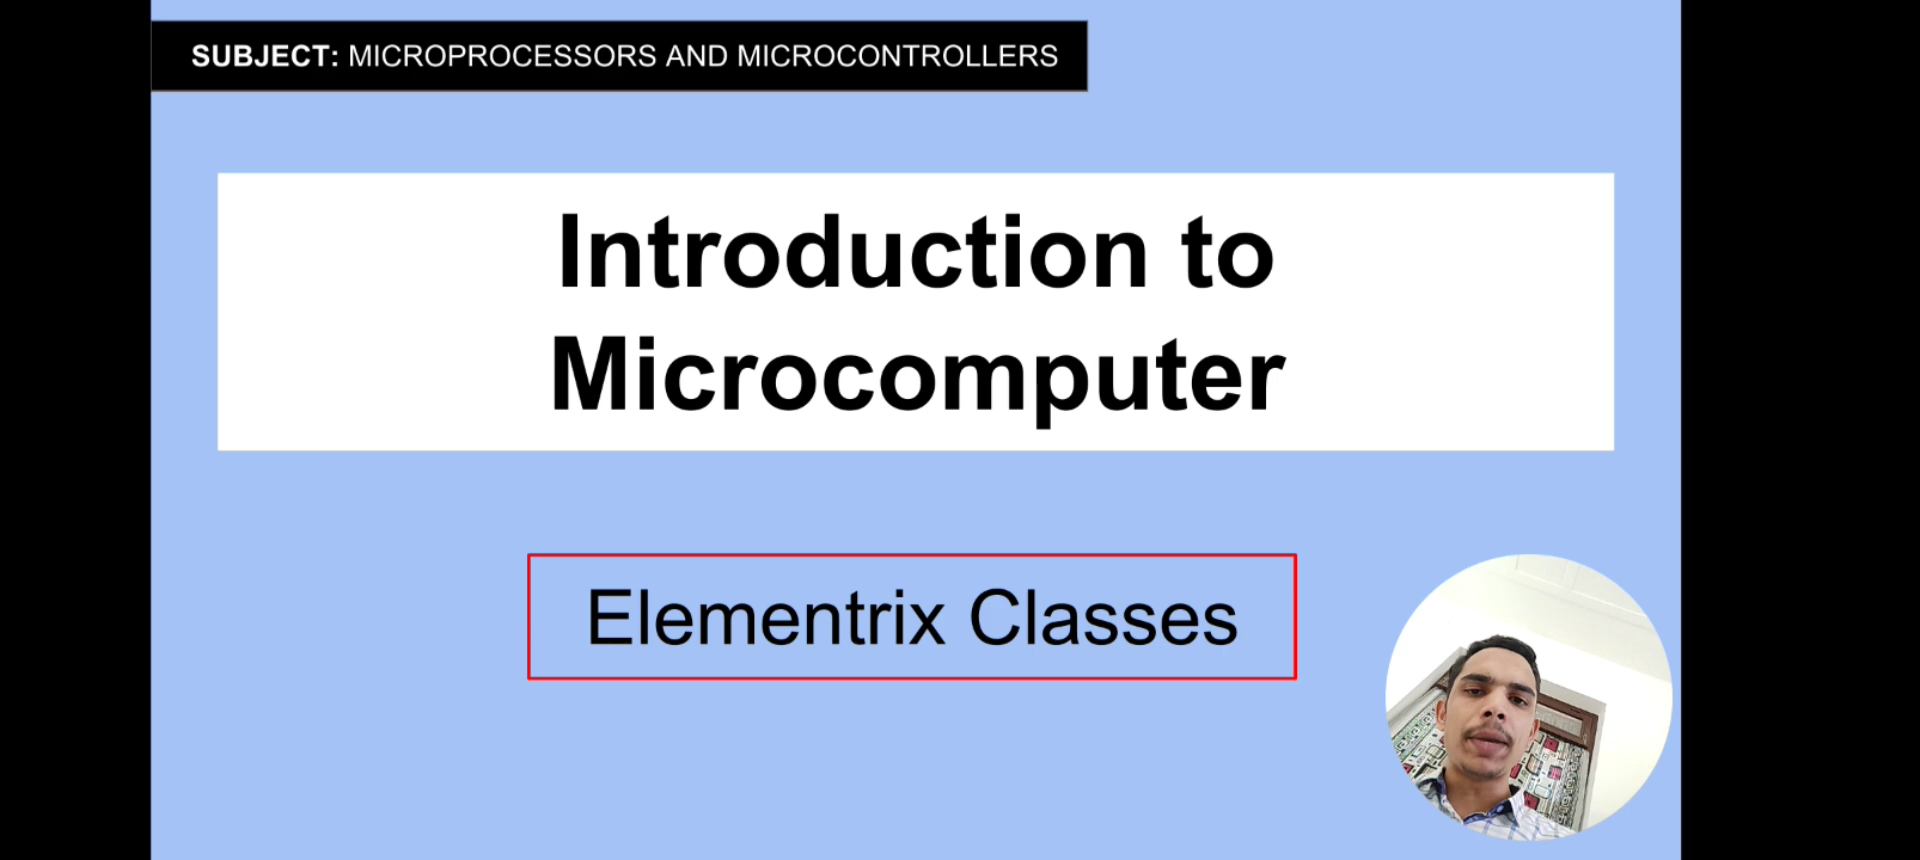 SUBJECT: MICROPROCESSORS AND MICROCONTROLLERS
Introduction to
Microcomputer
Elementrix Classes